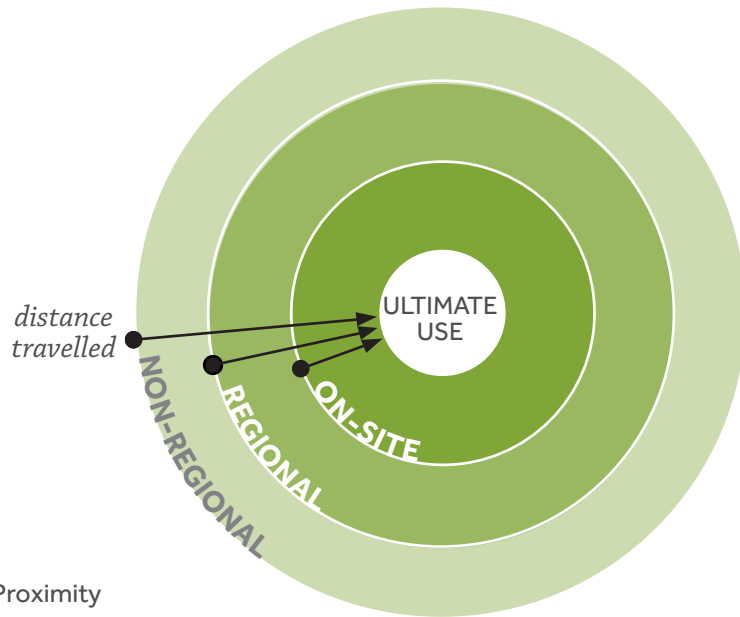 ULTIMATE
USE
distance
travelled
ON-SITE
REGIONAL
NON-REGIONAL
Proximity